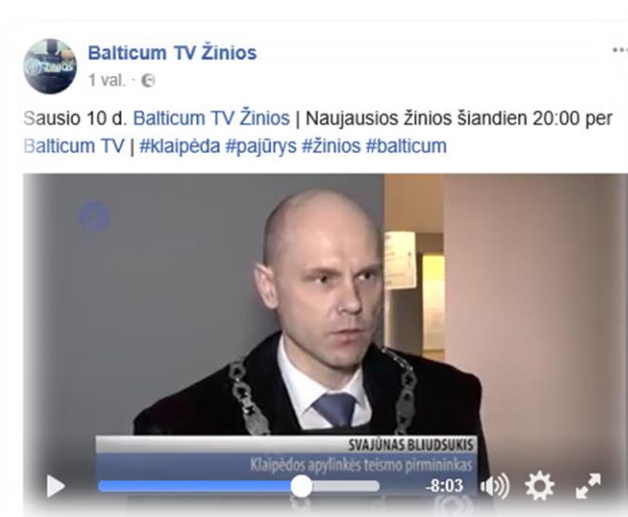 Balticum TV Žinios
1 val.
Sausio 10 d. Balticum TV Žinios | Naujausios žinios šiandien 20:00 per
Balticum TV | #klaipėda #pajūrys #žinios #balticum
SVAJŪNAS BLIUDSUKIS
Klaipėdos apylinkės teismo pirmininkas
-8:03